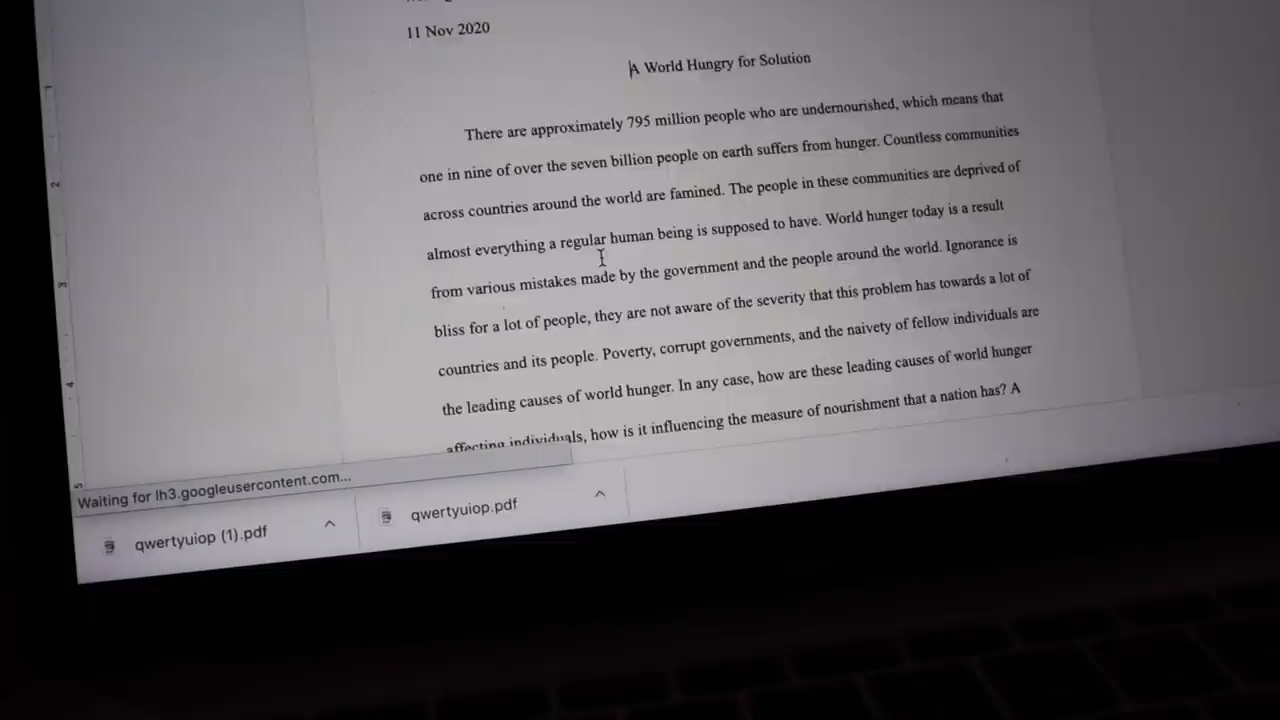 11 Nov 2020
A World Hungry for Solution
There are approximately 795 million people who are undernourished, which means that
one in nine of over the seven billion people on earth suffers from hunger. Countless communities
across countries around the world are famined. The people in these communities are deprived of
almost everything a regular human being is supposed to have. World hunger today is a result
from various mistakes made by the government and the people around the world. Ignorance is
bliss for a lot of people, they are not aware of the severity that this problem has towards a lot of
countries and its people. Poverty, corrupt governments, and the naivety of fellow individuals are
the leading causes of world hunger. In any case, how are these leading causes of world hunger
affecting individuals, how is it influencing the measure of nourishment that a nation has? A
Waiting for lh3.googleusercontent.com...
qwertyuiop (1).pdf
qwertyuiop.pdf
1
2
3
4
5